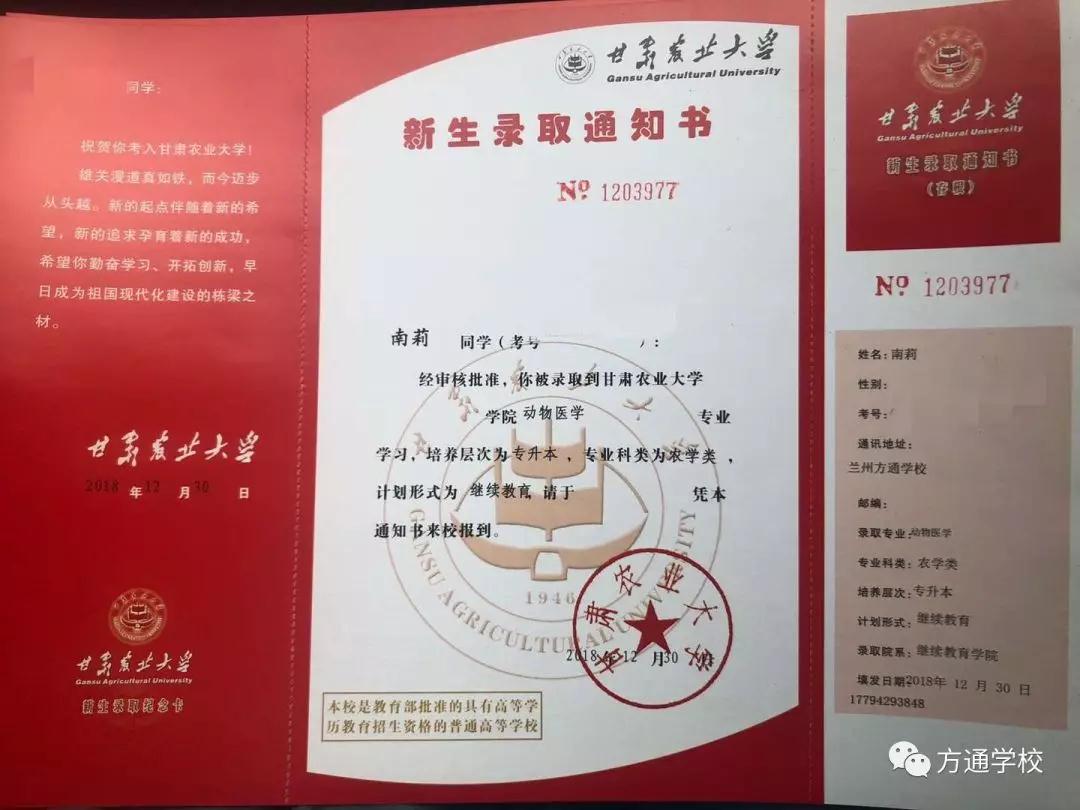 同学：
祝贺你考入甘肃农业大学！
雄关漫道真如铁，而今迈步
从头越。新的起点伴随着新的希
望，新的追求孕育着新的成功，
希望你勤奋学习、开拓创新，早
日成为祖国现代化建设的栋梁之
材。
甘肃农业大学
2018 年 12 月 30 日
甘肃农业大学
Gansu Agricultural University
新生录取纪念卡
甘肃农业大学
Gansu Agricultural University
新生录取通知书
№ 1203977
南莉 同学（考号 ）：
经审核批准，你被录取到甘肃农业大学
学院 动物医学 专业
学习，培养层次为专升本，专业科类为农学类，
计划形式为 继续教育 请于 凭本
通知书来校报到。
1946
GANSU AGRICULTURAL UNIVERSITY
甘肃农业大学
2018 年 12 月 30 日
本校是教育部批准的具有高等学
历教育招生资格的普通高等学校
甘肃农业大学
Gansu Agricultural University
新生录取通知书
（存根）
№ 1203977
姓名：南莉
性别：
考号：
通讯地址：
兰州方通学校
邮编：
录取专业：动物医学
专业科类：农学类
培养层次：专升本
计划形式：继续教育
录取院系：继续教育学院
填发日期：2018年 12 月 30 日
17794293848
方通学校